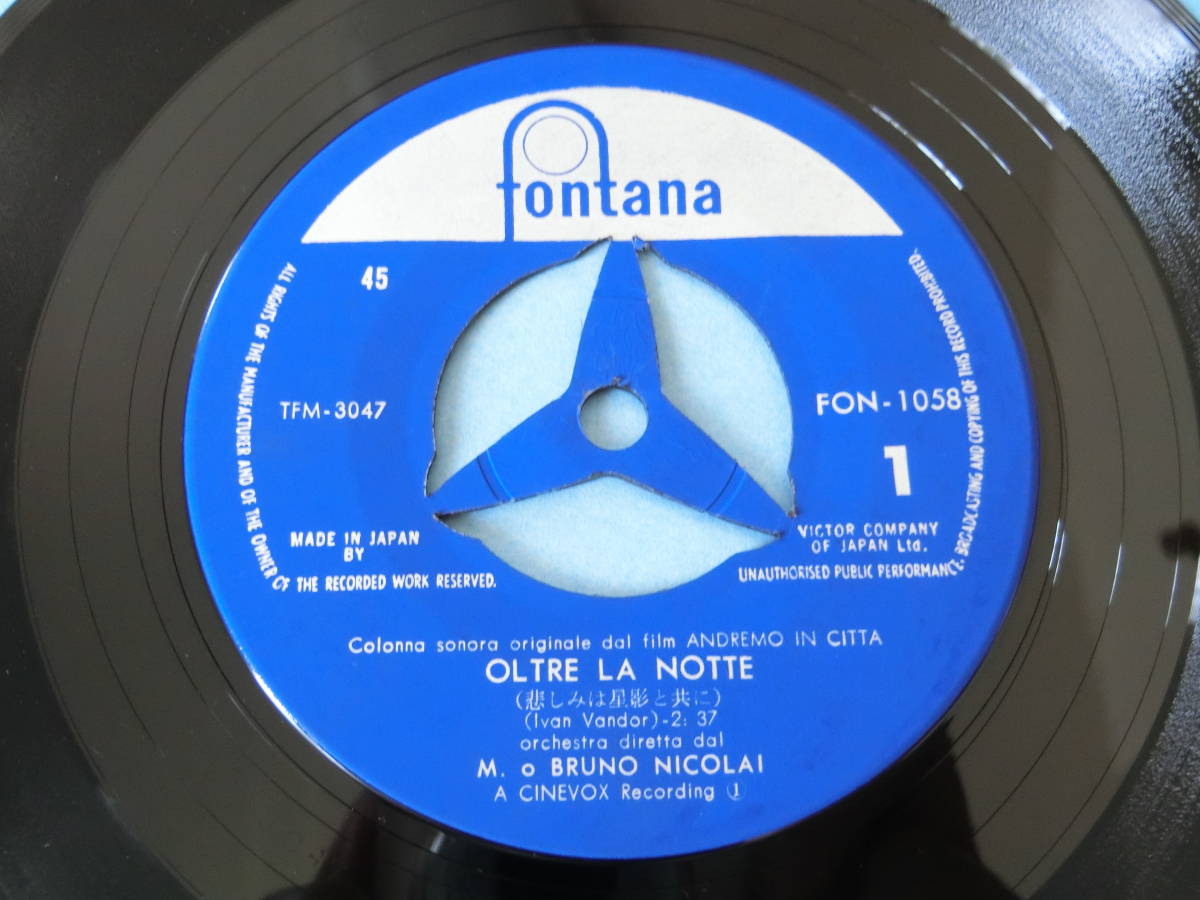 fontana
45
TFM-3047
FON-1058
1
MADE IN JAPAN
BY
VICTOR COMPANY
OF JAPAN Ltd.
ALL RIGHTS OF THE MANUFACTURER AND OF THE OWNER OF THE RECORDED WORK RESERVED.
UNAUTHORISED PUBLIC PERFORMANCE, BROADCASTING AND COPYING OF THIS RECORD PROHIBITED.
Colonna sonora originale dal film ANDREMO IN CITTA
OLTRE LA NOTTE
(悲しみは星影と共に)
(Ivan Vandor)-2: 37
orchestra diretta dal
M. o BRUNO NICOLAI
A CINEVOX Recording ①